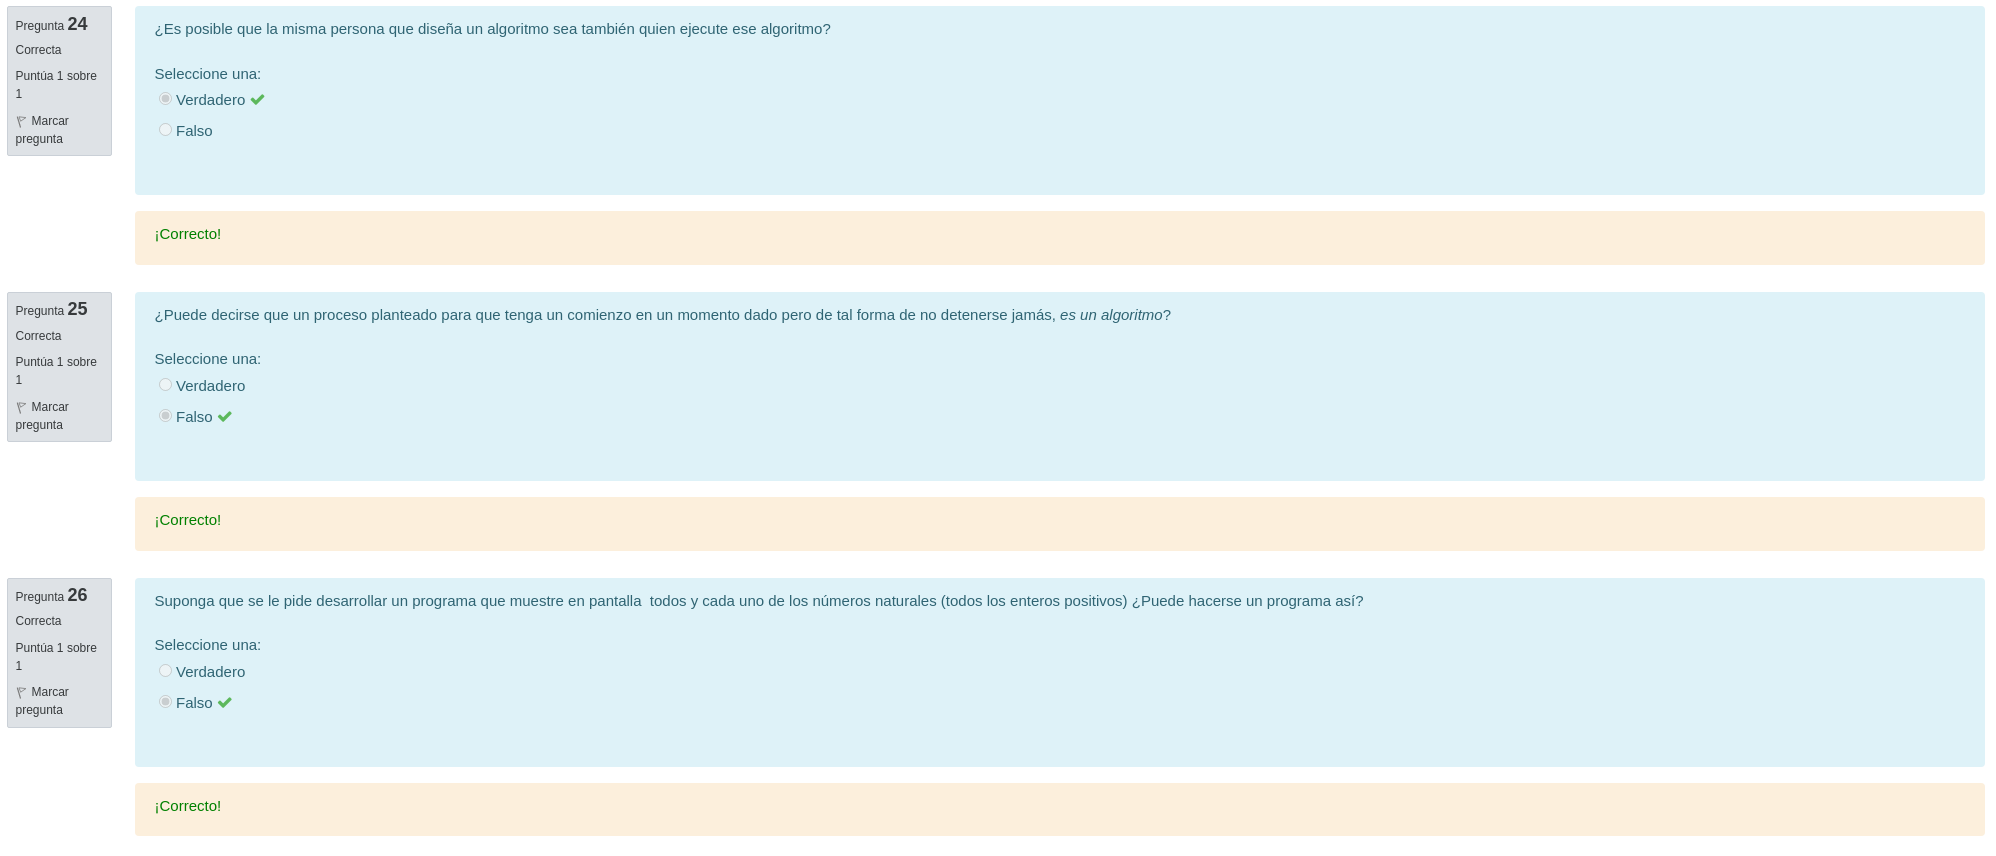 Pregunta 24
Correcta
Puntúa 1 sobre
1
Marcar
pregunta
¿Es posible que la misma persona que diseña un algoritmo sea también quien ejecute ese algoritmo?
Seleccione una:
Verdadero
Falso
¡Correcto!
Pregunta 25
Correcta
Puntúa 1 sobre
1
Marcar
pregunta
¿Puede decirse que un proceso planteado para que tenga un comienzo en un momento dado pero de tal forma de no detenerse jamás, es un algoritmo?
Seleccione una:
Verdadero
Falso
¡Correcto!
Pregunta 26
Correcta
Puntúa 1 sobre
1
Marcar
pregunta
Suponga que se le pide desarrollar un programa que muestre en pantalla  todos y cada uno de los números naturales (todos los enteros positivos) ¿Puede hacerse un programa así?
Seleccione una:
Verdadero
Falso
¡Correcto!